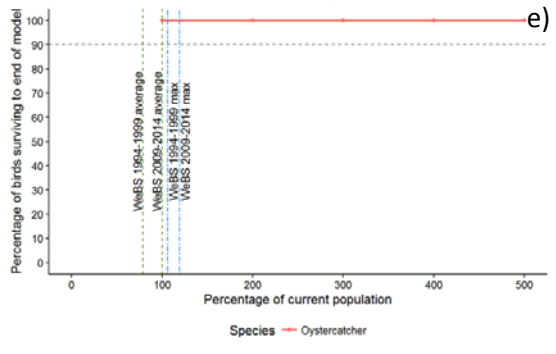 e)
Percentage of birds surviving to end of model
100
90
80
70
60
50
40
30
20
10
0
WeBS 1994-1999 average
WeBS 2009-2014 average
WeBS 1994-1999 max
WeBS 2009-2014 max
0 100 200 300 400 500
Percentage of current population
Species Oystercatcher